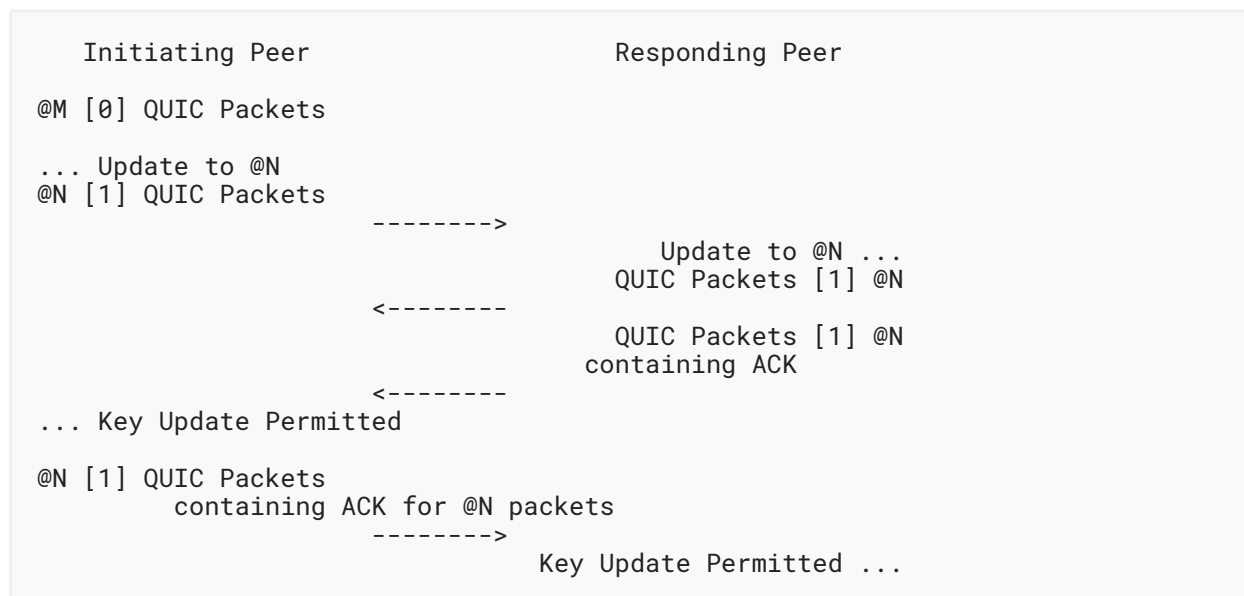 Initiating Peer                    Responding Peer
@M [0] QUIC Packets
... Update to @N
@N [1] QUIC Packets
-------->
Update to @N ...
QUIC Packets [1] @N
<--------
QUIC Packets [1] @N
containing ACK
<--------
... Key Update Permitted
@N [1] QUIC Packets
containing ACK for @N packets
-------->
Key Update Permitted ...